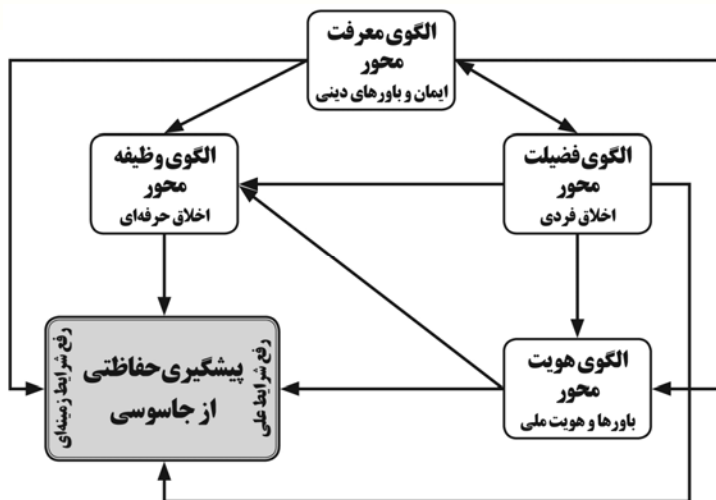 الگوی معرفت
محور
ایمان و باورهای دینی
الگوی فضیلت
محور
اخلاق فردی
الگوی وظیفه
محور
اخلاق حرفه‌ای
الگوی هویت
محور
باورها و هویت ملی
رفع شرایط علی
پیشگیری حفاظتی
از جاسوسی
رفع شرایط زمینه‌ای